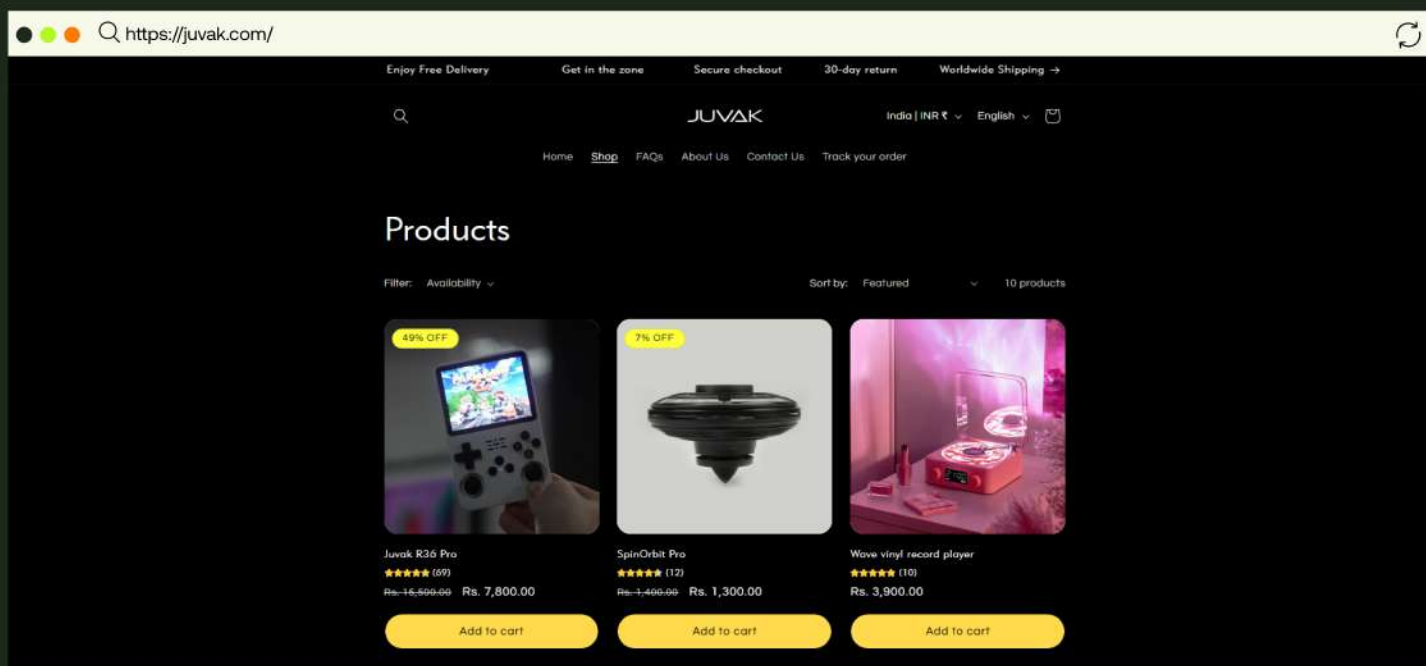 https://juvak.com/
Enjoy Free Delivery Get in the zone Secure checkout 30-day return Worldwide Shipping →
JUVAK
India | INR ₹ English
Home Shop FAQs About Us Contact Us Track your order
Products
Filter: Availability Sort by: Featured 10 products
49% OFF 7% OFF
Juvak R36 Pro SpinOrbit Pro Wave vinyl record player
(69) (12) (10)
Rs. 15,500.00 Rs. 7,800.00 Rs. 1,400.00 Rs. 1,300.00 Rs. 3,900.00
Add to cart Add to cart Add to cart